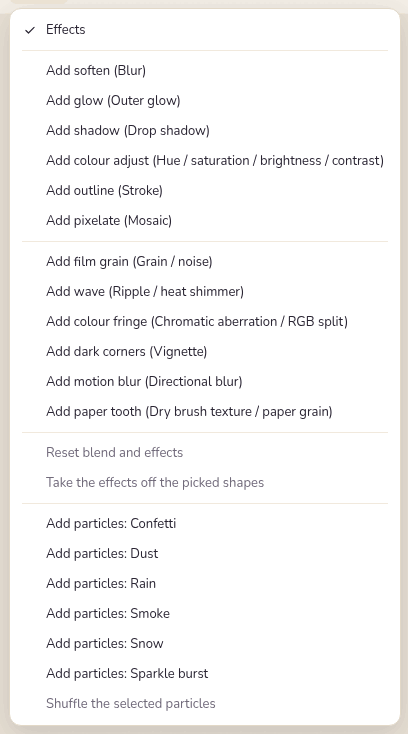 Effects
Add soften (Blur)
Add glow (Outer glow)
Add shadow (Drop shadow)
Add colour adjust (Hue / saturation / brightness / contrast)
Add outline (Stroke)
Add pixelate (Mosaic)
Add film grain (Grain / noise)
Add wave (Ripple / heat shimmer)
Add colour fringe (Chromatic aberration / RGB split)
Add dark corners (Vignette)
Add motion blur (Directional blur)
Add paper tooth (Dry brush texture / paper grain)
Reset blend and effects
Take the effects off the picked shapes
Add particles: Confetti
Add particles: Dust
Add particles: Rain
Add particles: Smoke
Add particles: Snow
Add particles: Sparkle burst
Shuffle the selected particles